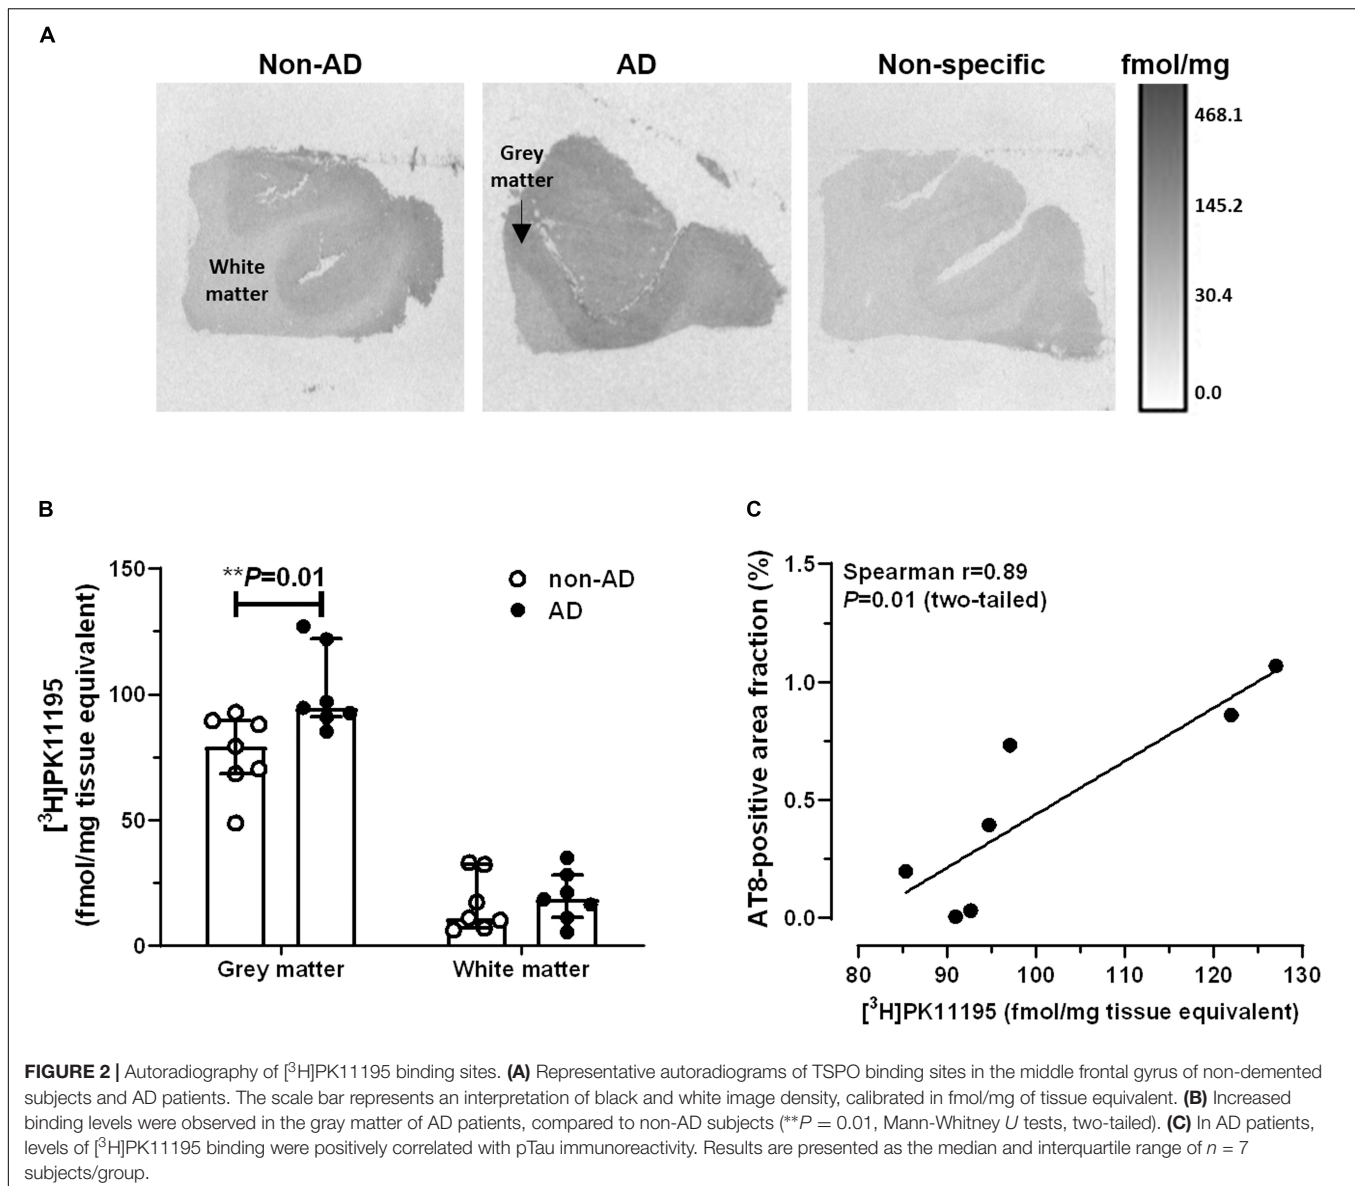 A
Non-AD
AD
Non-specific
fmol/mg
White
matter
Grey
matter
468.1
145.2
30.4
0.0
B
[³H]PK11195
(fmol/mg tissue equivalent)
150
100
50
0
**P=0.01
non-AD
AD
Grey matter
White matter
C
AT8-positive area fraction (%)
1.5
1.0
0.5
0.0
Spearman r=0.89
P=0.01 (two-tailed)
80 90 100 110 120 130
[³H]PK11195 (fmol/mg tissue equivalent)
FIGURE 2 | Autoradiography of [³H]PK11195 binding sites. (A) Representative autoradiograms of TSPO binding sites in the middle frontal gyrus of non-demented
subjects and AD patients. The scale bar represents an interpretation of black and white image density, calibrated in fmol/mg of tissue equivalent. (B) Increased
binding levels were observed in the gray matter of AD patients, compared to non-AD subjects (**P = 0.01, Mann-Whitney U tests, two-tailed). (C) In AD patients,
levels of [³H]PK11195 binding were positively correlated with pTau immunoreactivity. Results are presented as the median and interquartile range of n = 7
subjects/group.